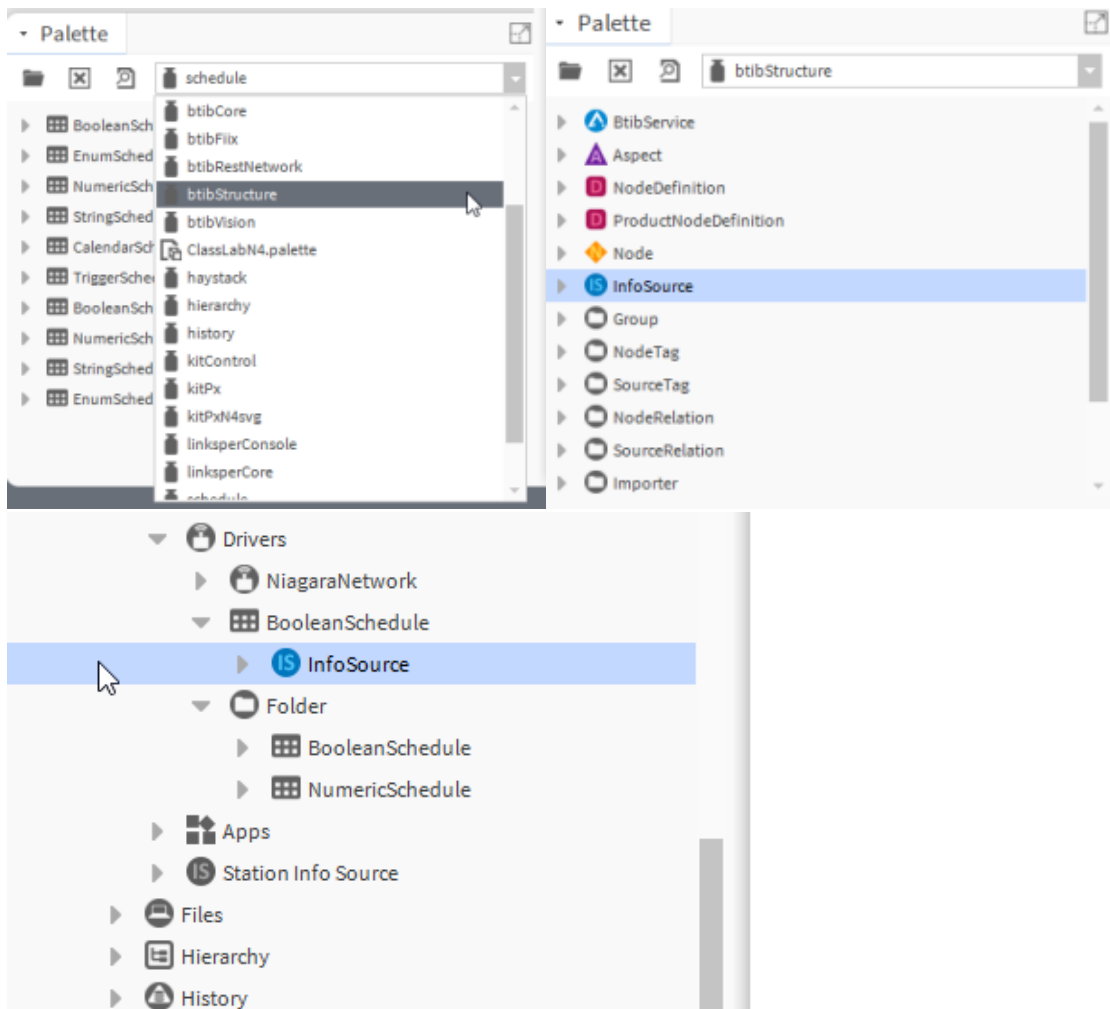 Palette
schedule
btibCore
btibFiix
btibRestNetwork
btibStructure
btibVision
ClassLabN4.palette
haystack
hierarchy
history
kitControl
kitPx
kitPxN4svg
linksperConsole
linksperCore
schedule
BooleanSch
EnumSched
NumericSch
StringSched
CalendarSch
TriggerSche
BooleanSch
NumericSch
StringSched
EnumSched
Palette
btibStructure
BtibService
Aspect
NodeDefinition
ProductNodeDefinition
Node
InfoSource
Group
NodeTag
SourceTag
NodeRelation
SourceRelation
Importer
Drivers
NiagaraNetwork
BooleanSchedule
InfoSource
Folder
BooleanSchedule
NumericSchedule
Apps
Station Info Source
Files
Hierarchy
History